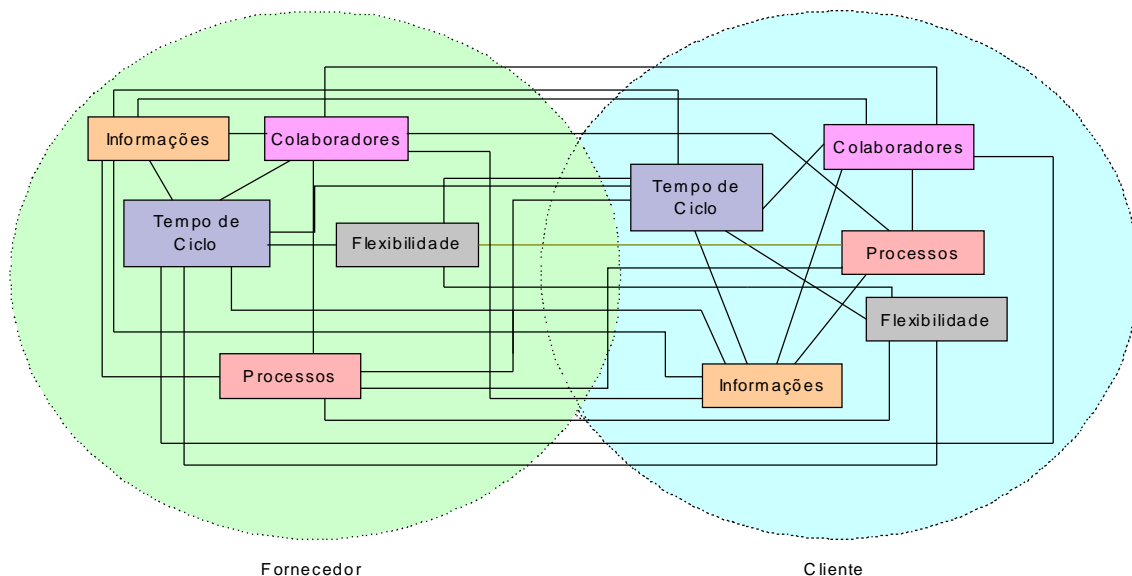 Informações
Colaboradores
Tempo de
Ciclo
Flexibilidade
Processos
Colaboradores
Tempo de
Ciclo
Processos
Flexibilidade
Informações
Fornecedor
Cliente